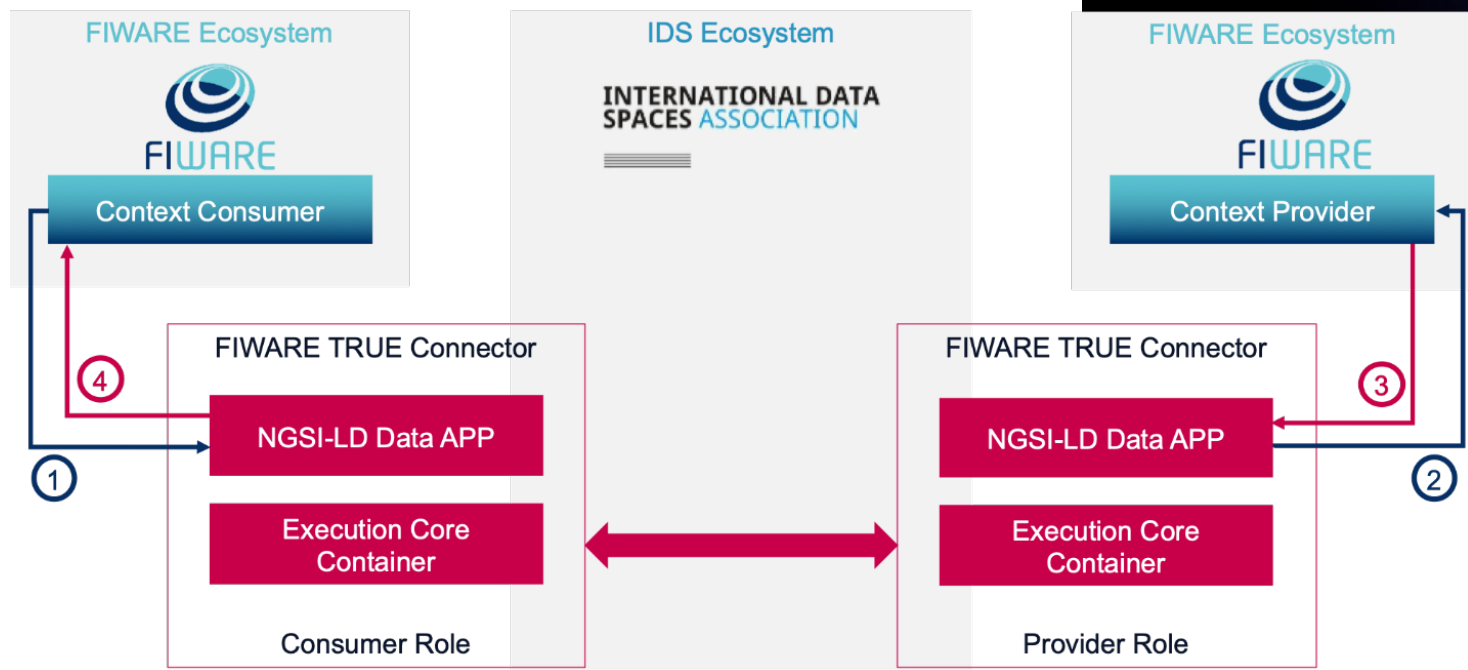 FIWARE Ecosystem
FIWARE
Context Consumer
IDS Ecosystem
INTERNATIONAL DATA
SPACES ASSOCIATION
FIWARE Ecosystem
FIWARE
Context Provider
4
1
FIWARE TRUE Connector
NGSI-LD Data APP
Execution Core
Container
Consumer Role
FIWARE TRUE Connector
NGSI-LD Data APP
Execution Core
Container
Provider Role
3
2